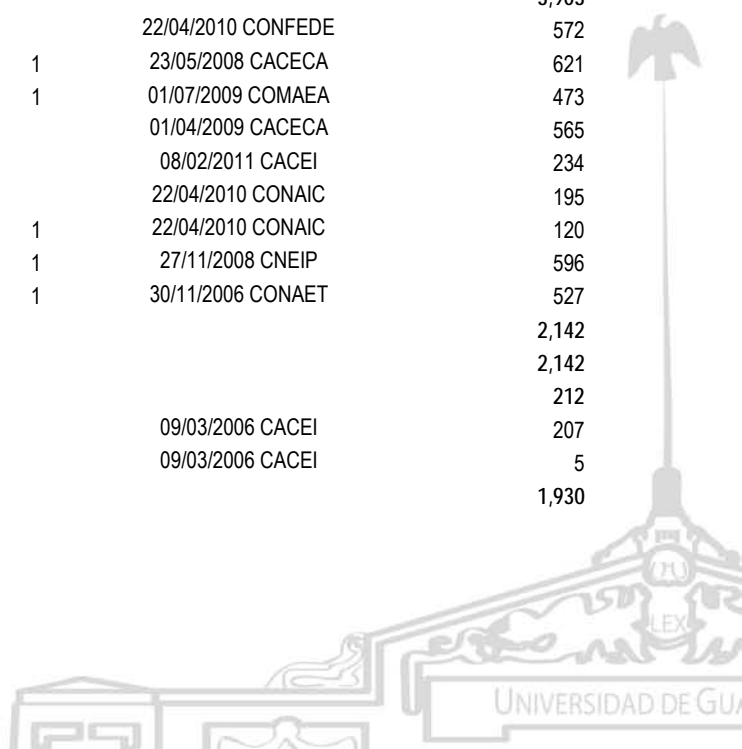 22/04/2010 CONFEDE 572
1 23/05/2008 CACECA 621
1 01/07/2009 COMAEA 473
01/04/2009 CACECA 565
08/02/2011 CACEI 234
22/04/2010 CONAIC 195
1 22/04/2010 CONAIC 120
1 27/11/2008 CNEIP 596
1 30/11/2006 CONAET 527
2,142
2,142
212
09/03/2006 CACEI 207
09/03/2006 CACEI 5
1,930
LEX
UNIVERSIDAD DE GUA